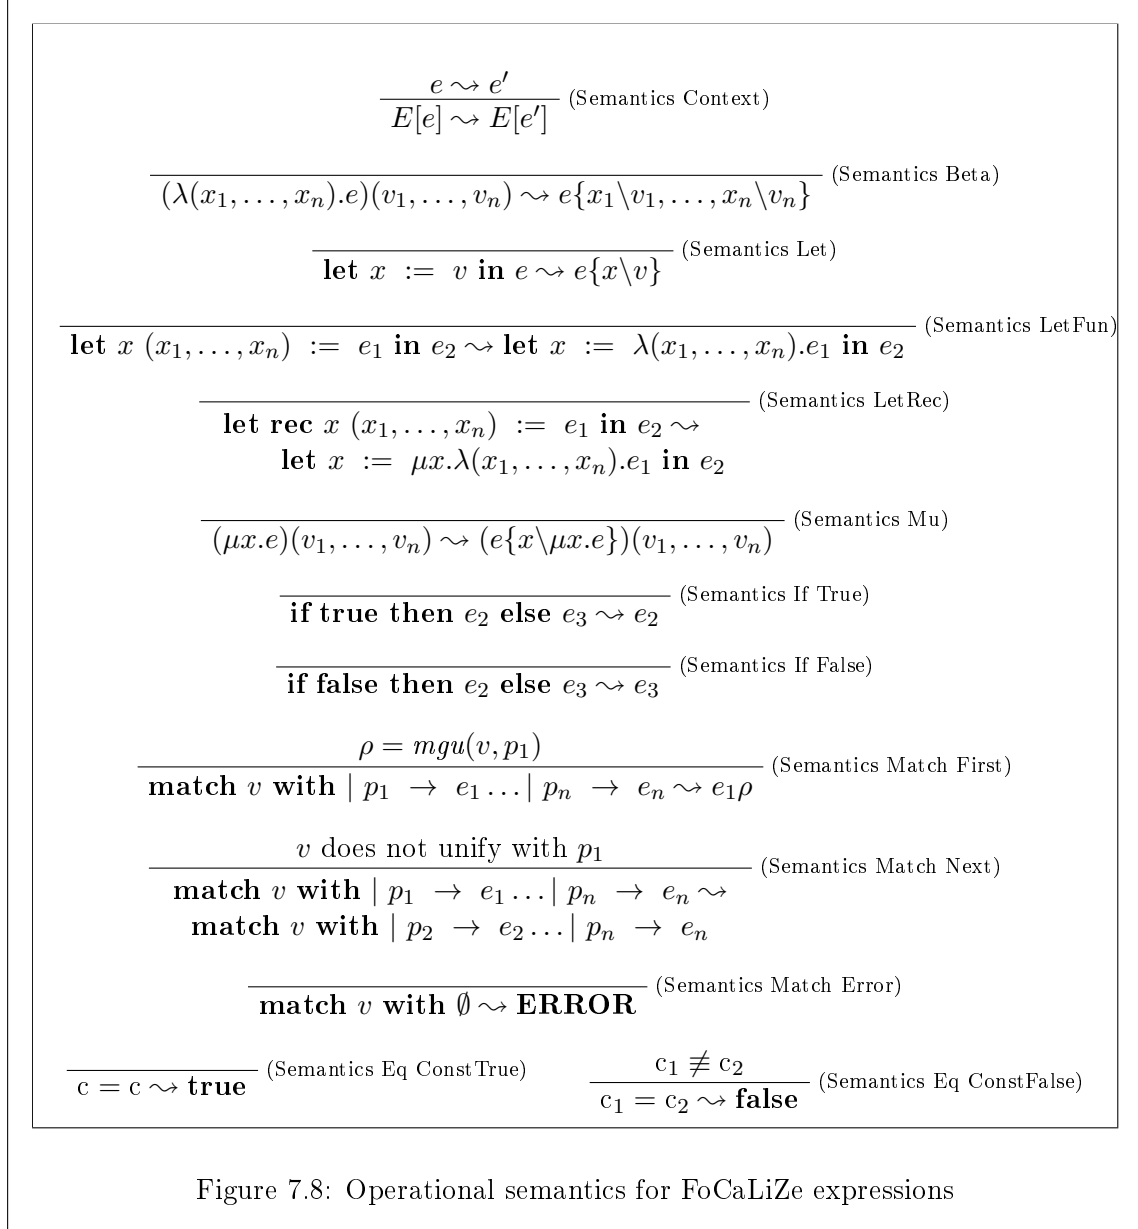 e ⇝ e′
E[e] ⇝ E[e′] (Semantics Context)
(λ(x₁, . . . , xₙ).e)(v₁, . . . , vₙ) ⇝ e{x₁\v₁, . . . , xₙ\vₙ} (Semantics Beta)
let x := v in e ⇝ e{x\v} (Semantics Let)
let x (x₁, . . . , xₙ) := e₁ in e₂ ⇝ let x := λ(x₁, . . . , xₙ).e₁ in e₂ (Semantics LetFun)
let rec x (x₁, . . . , xₙ) := e₁ in e₂ ⇝ (Semantics LetRec)
let x := μx.λ(x₁, . . . , xₙ).e₁ in e₂
(μx.e)(v₁, . . . , vₙ) ⇝ (e{x\μx.e})(v₁, . . . , vₙ) (Semantics Mu)
if true then e₂ else e₃ ⇝ e₂ (Semantics If True)
if false then e₂ else e₃ ⇝ e₃ (Semantics If False)
ρ = mgu(v, p₁)
match v with | p₁ → e₁ . . . | pₙ → eₙ ⇝ e₁ρ (Semantics Match First)
v does not unify with p₁
match v with | p₁ → e₁ . . . | pₙ → eₙ ⇝ (Semantics Match Next)
match v with | p₂ → e₂ . . . | pₙ → eₙ
match v with ∅ ⇝ ERROR (Semantics Match Error)
c = c ⇝ true (Semantics Eq ConstTrue)
c₁ ≢ c₂
c₁ = c₂ ⇝ false (Semantics Eq ConstFalse)
Figure 7.8: Operational semantics for FoCaLiZe expressions